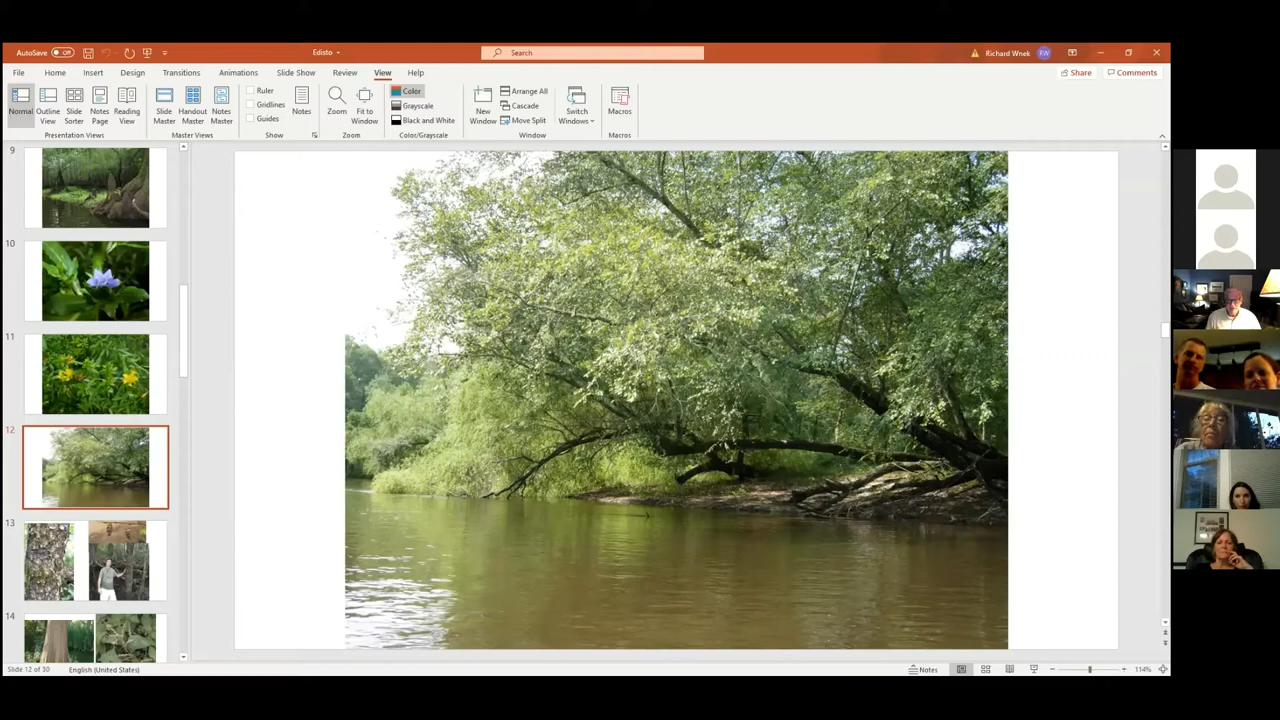 AutoSave Off
Edisto
Search
Richard Wnek RW
File Home Insert Design Transitions Animations Slide Show Review View Help
Share Comments
Normal
Outline View
Slide Sorter
Notes Page
Reading View
Presentation Views
Slide Master
Handout Master
Notes Master
Master Views
Ruler
Gridlines
Guides
Show
Notes
Zoom
Fit to Window
Zoom
Color
Grayscale
Black and White
Color/Grayscale
New Window
Arrange All
Cascade
Move Split
Switch Windows
Window
Macros
Macros
9
10
11
12
13
14
Slide 12 of 30 English (United States)
Notes
114%